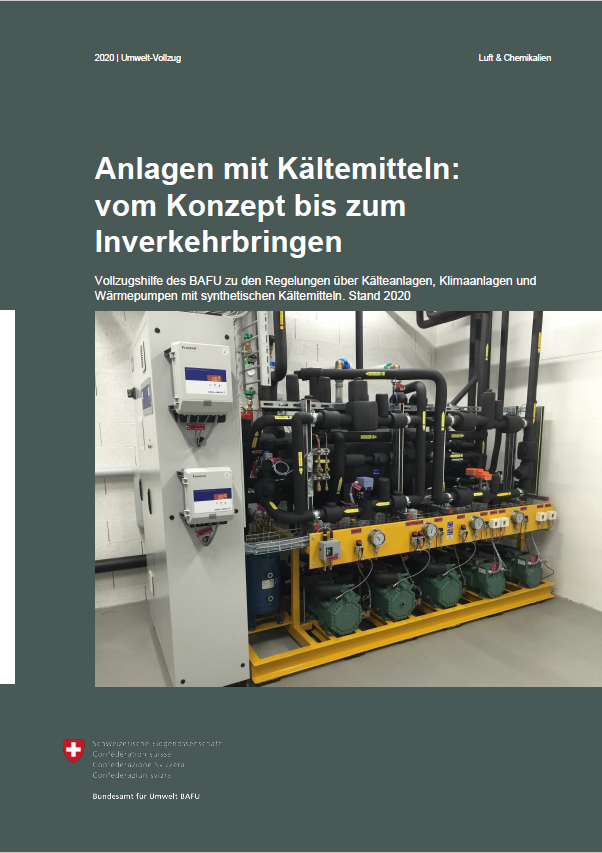 2020 | Umwelt-Vollzug
Luft & Chemikalien
Anlagen mit Kältemitteln:
vom Konzept bis zum
Inverkehrbringen
Vollzugshilfe des BAFU zu den Regelungen über Kälteanlagen, Klimaanlagen und
Wärmepumpen mit synthetischen Kältemitteln. Stand 2020
Schweizerische Eidgenossenschaft
Confédération suisse
Confederazione Svizzera
Confederaziun svizra
Bundesamt für Umwelt BAFU